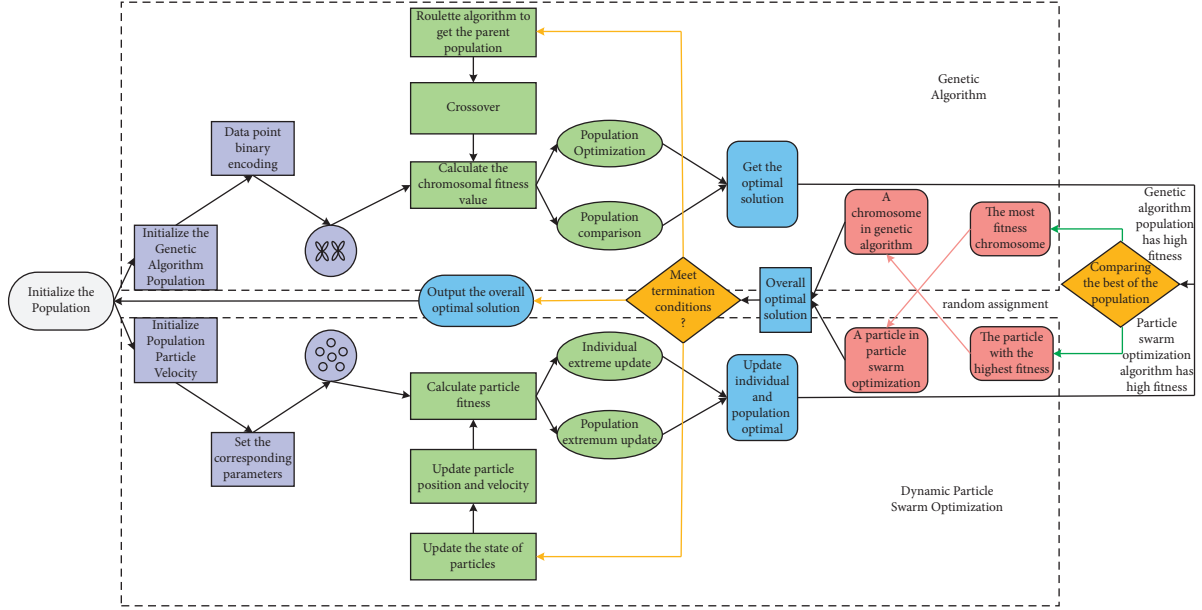 Roulette algorithm to
get the parent
population
Crossover
Calculate the
chromosomal fitness
value
Data point
binary
encoding
Initialize the
Genetic
Algorithm
Population
Population
Optimization
Population
comparison
Get the
optimal
solution
Genetic
Algorithm
A
chromosome
in genetic
algorithm
The most
fitness
chromosome
Genetic
algorithm
population
has high
fitness
Comparing
the best of the
population
Initialize the
Population
Output the overall
optimal solution
Meet
termination
conditions
?
Overall
optimal
solution
random assignment
Initialize
Population
Particle
Velocity
Set the
corresponding
parameters
Calculate particle
fitness
Individual
extreme update
Population
extremum update
Update
individual
and
population
optimal
A particle in
particle
swarm
optimization
The particle
with the
highest fitness
Particle
swarm
optimization
algorithm has
high fitness
Update particle
position and velocity
Update the state of
particles
Dynamic Particle
Swarm Optimization